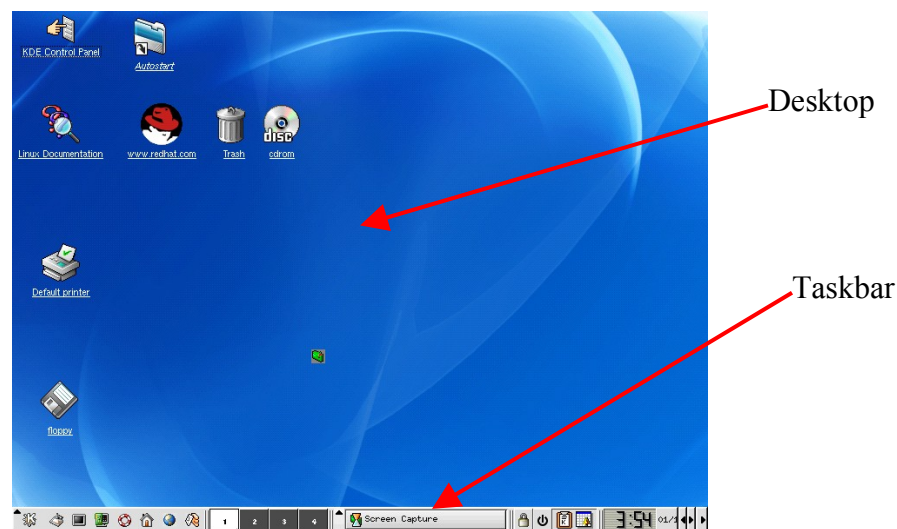 KDE Control Panel
Autostart
Desktop
disc
Linux Documentation
www.redhat.com
Trash
cdrom
Default printer
Taskbar
floppy
1 2 3 4
Screen Capture
3:54